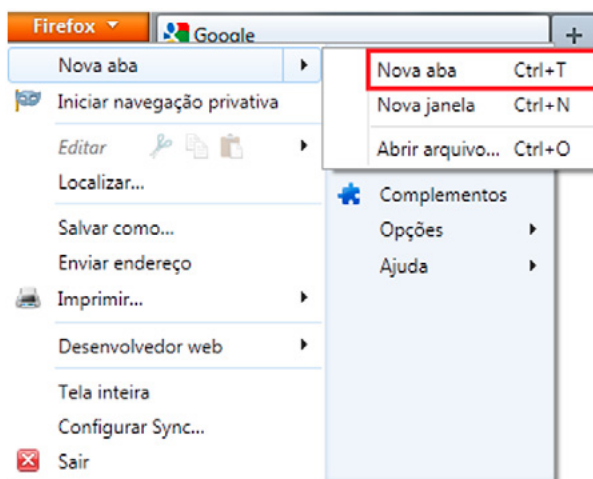 Firefox
Google
+
Nova aba
Iniciar navegação privativa
Editar
Localizar...
Salvar como...
Enviar endereço
Imprimir...
Desenvolvedor web
Tela inteira
Configurar Sync...
Sair
Nova aba Ctrl+T
Nova janela Ctrl+N
Abrir arquivo... Ctrl+O
Complementos
Opções
Ajuda